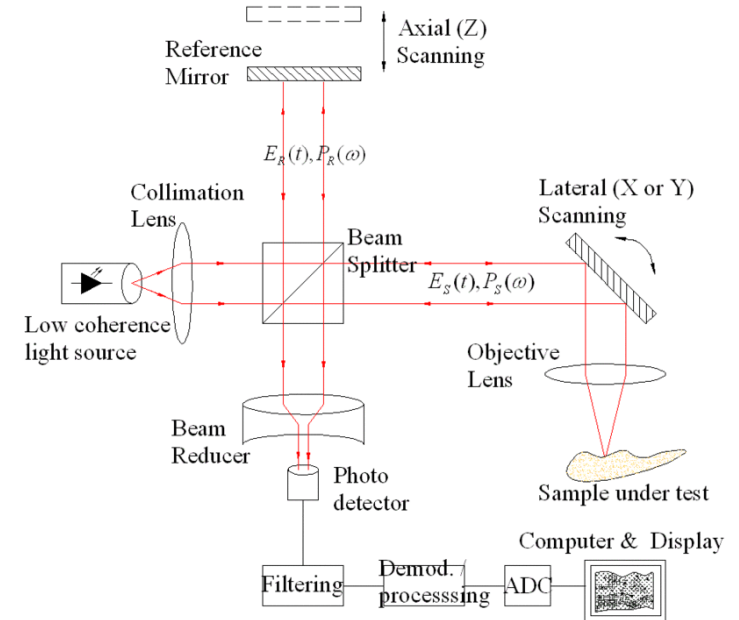 Axial (Z)
Scanning
Reference
Mirror
E_R(t), P_R(ω)
Collimation
Lens
Lateral (X or Y)
Scanning
Beam
Splitter
E_S(t), P_S(ω)
Low coherence
light source
Objective
Lens
Beam
Reducer
Photo
detector
Sample under test
Computer & Display
Filtering
Demod. /
processsing
ADC